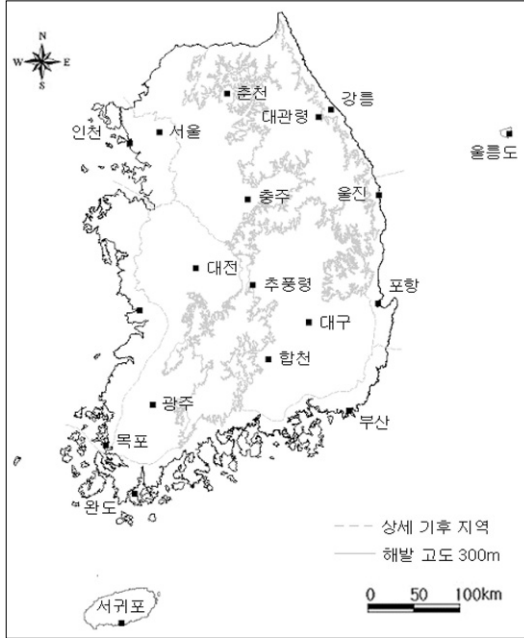 N
W E
S
춘천
강릉
대관령
인천
서울
울릉도
충주
울진
대전
추풍령
포항
대구
합천
광주
부산
목포
완도
상세 기후 지역
해발 고도 300m
서귀포
0 50 100km